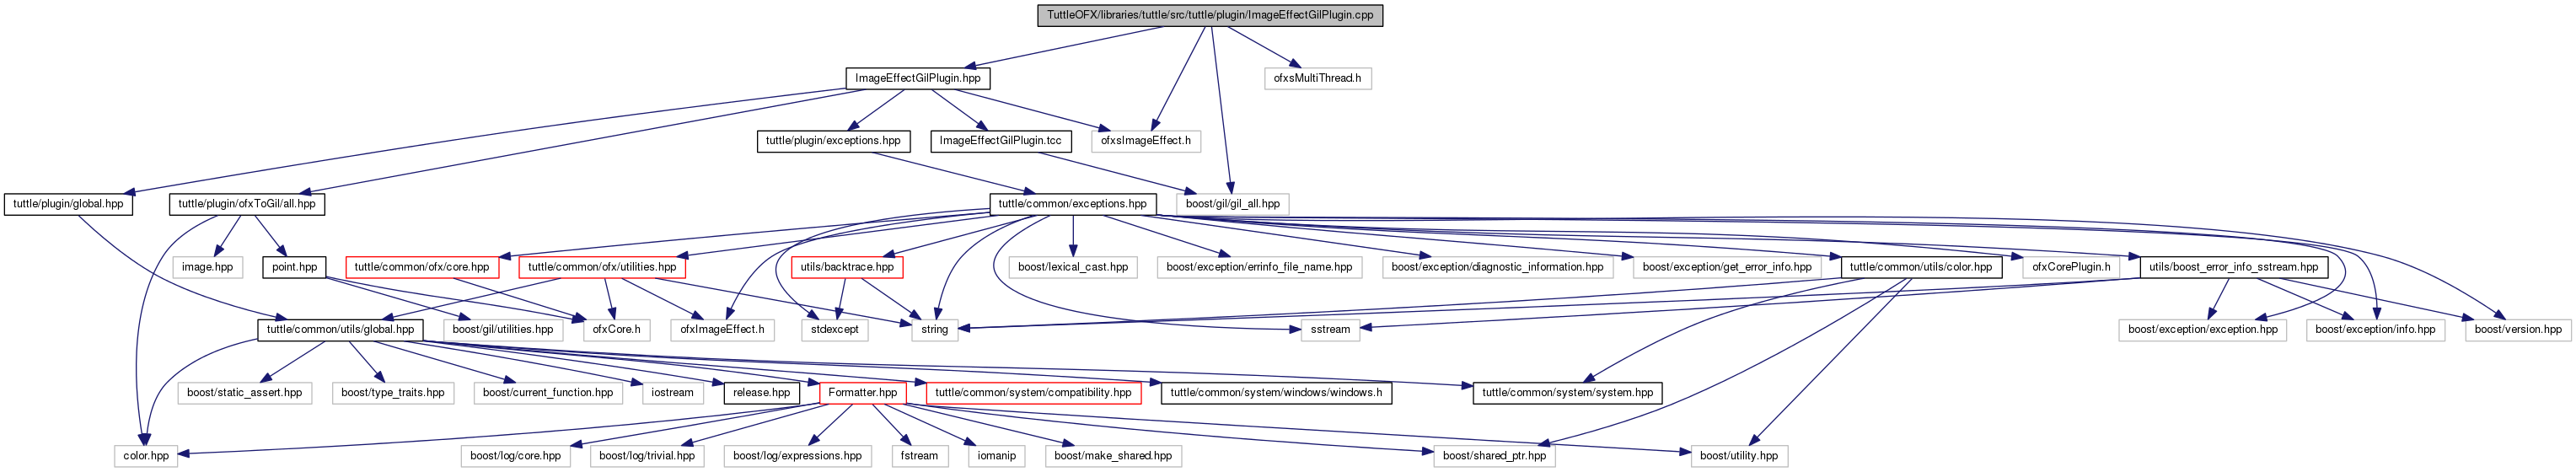 TuttleOFX/libraries/tuttle/src/tuttle/plugin/ImageEffectGilPlugin.cpp
ImageEffectGilPlugin.hpp
ofxsMultiThread.h
tuttle/plugin/exceptions.hpp
ImageEffectGilPlugin.tcc
ofxsImageEffect.h
tuttle/plugin/global.hpp
tuttle/plugin/ofxToGil/all.hpp
tuttle/common/exceptions.hpp
boost/gil/gil_all.hpp
image.hpp
point.hpp
tuttle/common/ofx/core.hpp
tuttle/common/ofx/utilities.hpp
utils/backtrace.hpp
boost/lexical_cast.hpp
boost/exception/errinfo_file_name.hpp
boost/exception/diagnostic_information.hpp
boost/exception/get_error_info.hpp
tuttle/common/utils/color.hpp
ofxCorePlugin.h
utils/boost_error_info_sstream.hpp
tuttle/common/utils/global.hpp
boost/gil/utilities.hpp
ofxCore.h
ofxImageEffect.h
stdexcept
string
sstream
boost/exception/exception.hpp
boost/exception/info.hpp
boost/version.hpp
boost/static_assert.hpp
boost/type_traits.hpp
boost/current_function.hpp
iostream
release.hpp
Formatter.hpp
tuttle/common/system/compatibility.hpp
tuttle/common/system/windows/windows.h
tuttle/common/system/system.hpp
color.hpp
boost/log/core.hpp
boost/log/trivial.hpp
boost/log/expressions.hpp
fstream
iomanip
boost/make_shared.hpp
boost/shared_ptr.hpp
boost/utility.hpp